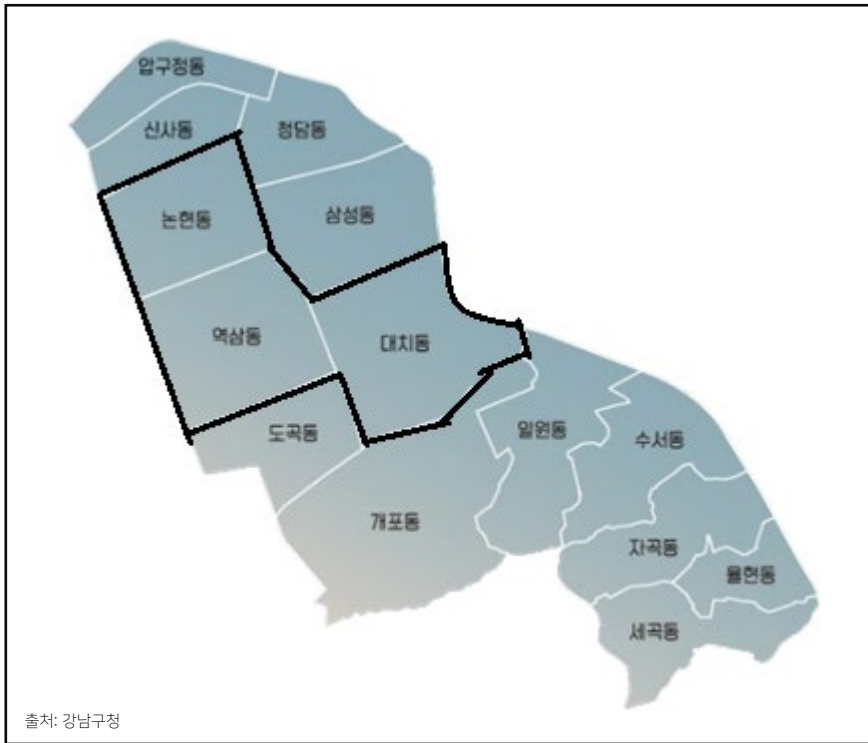 압구정동
신사동
청담동
논현동
삼성동
역삼동
대치동
도곡동
일원동
수서동
개포동
자곡동
율현동
세곡동
출처: 강남구청